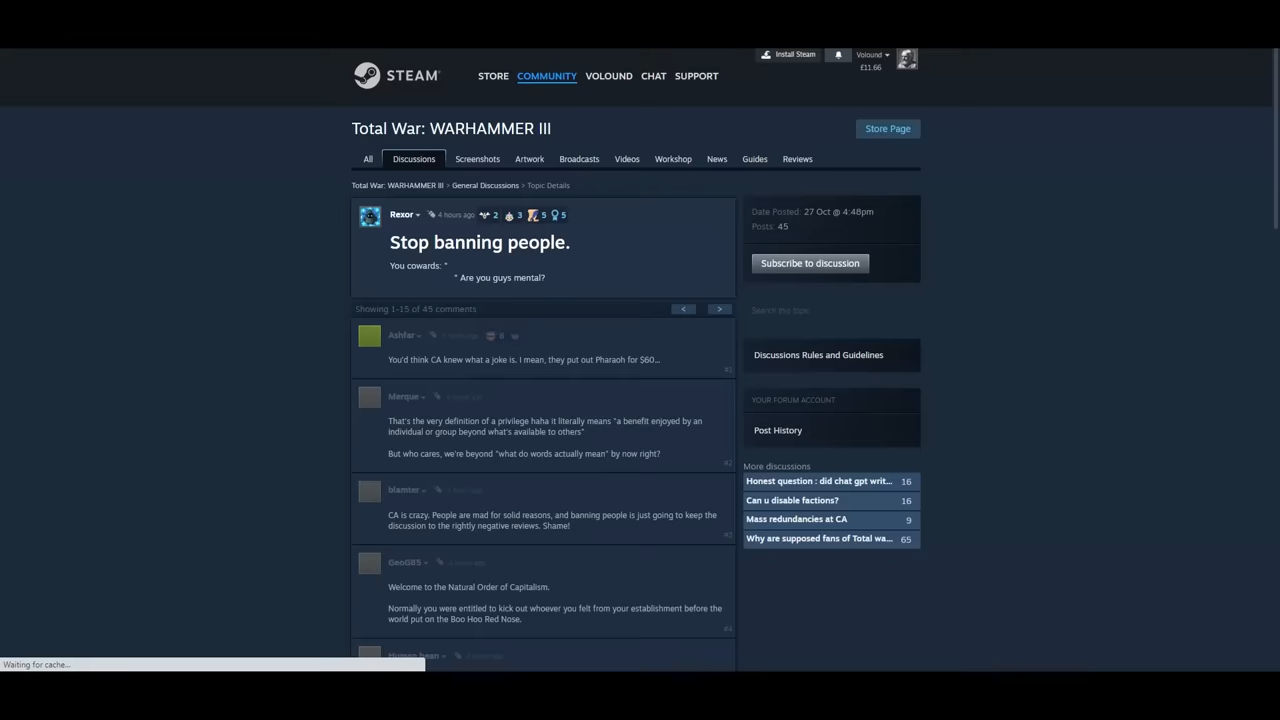 Install Steam
Volound
£11.66
STEAM
STORE COMMUNITY VOLOUND CHAT SUPPORT
Total War: WARHAMMER III
Store Page
All Discussions Screenshots Artwork Broadcasts Videos Workshop News Guides Reviews
Total War: WARHAMMER III > General Discussions > Topic Details
Rexor 4 hours ago 2 3 5 5
Stop banning people.
You cowards: "
" Are you guys mental?
Date Posted: 27 Oct @ 4:48pm
Posts: 45
Subscribe to discussion
Showing 1-15 of 45 comments
< >
Search this topic
Ashfar
You'd think CA knew what a joke is. I mean, they put out Pharaoh for $60...
#1
Merque
That's the very definition of a privilege haha it literally means "a benefit enjoyed by an
individual or group beyond what's available to others"
But who cares, we're beyond "what do words actually mean" by now right?
#2
blamter
CA is crazy. People are mad for solid reasons, and banning people is just going to keep the
discussion to the rightly negative reviews. Shame!
#3
GeoG85
Welcome to the Natural Order of Capitalism.
Normally you were entitled to kick out whoever you felt from your establishment before the
world put on the Boo Hoo Red Nose.
#4
Discussions Rules and Guidelines
YOUR FORUM ACCOUNT
Post History
More discussions
Honest question : did chat gpt writ... 16
Can u disable factions? 16
Mass redundancies at CA 9
Why are supposed fans of Total wa... 65
Waiting for cache...